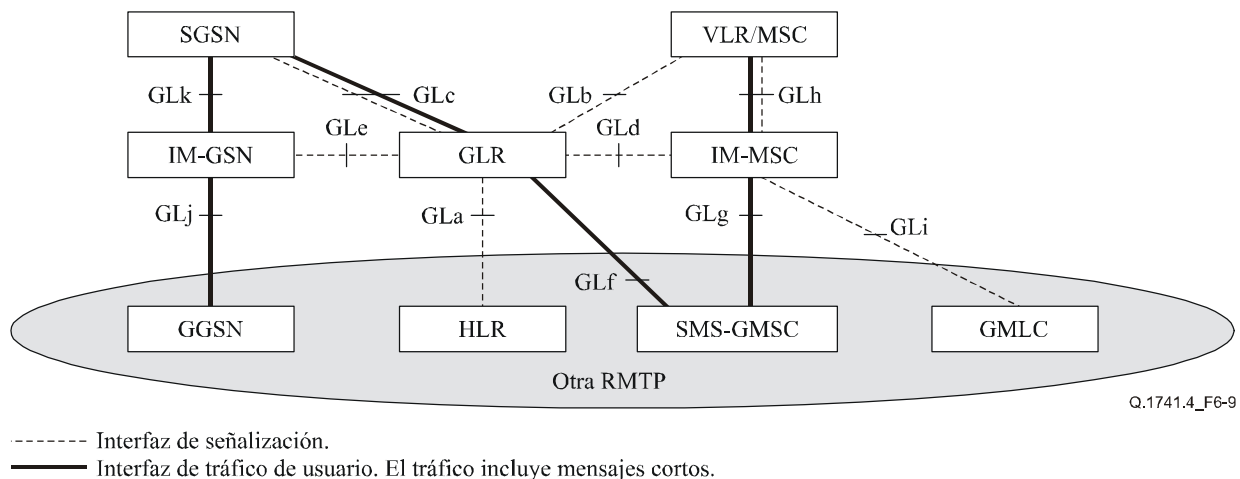 SGSN
VLR/MSC
GLk
GLc
GLb
GLh
GLe
GLd
IM-GSN
GLR
IM-MSC
GLj
GLa
GLg
GLi
GLf
GGSN
HLR
SMS-GMSC
GMLC
Otra RMTP
Q.1741.4_F6-9
Interfaz de señalización.
Interfaz de tráfico de usuario. El tráfico incluye mensajes cortos.